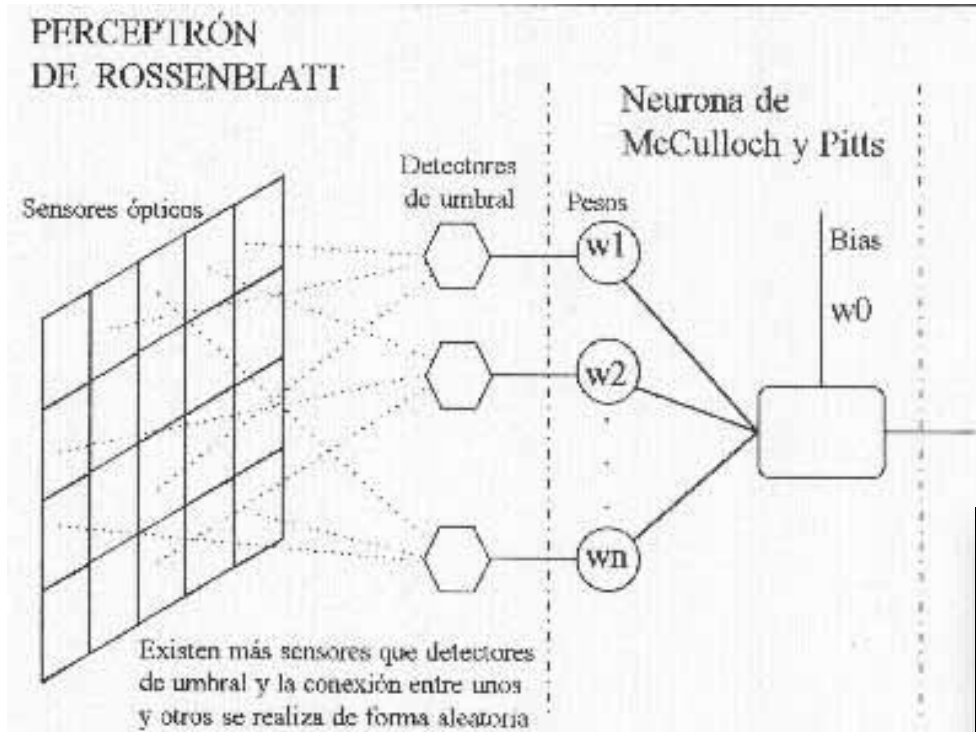 PERCEPTRÓN
DE ROSSENBLATT
Neurona de
McCulloch y Pitts
Detectores
de umbral
Sensores ópticos
Pesos
w1
Bias
w0
w2
wn
Existen más sensores que detectores
de umbral y la conexión entre unos
y otros se realiza de forma aleatoria